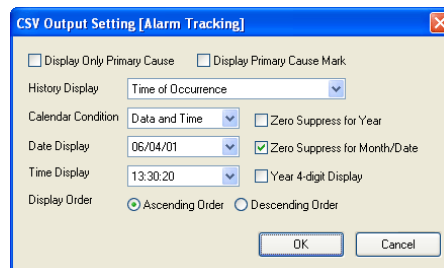 CSV Output Setting [Alarm Tracking]
Display Only Primary Cause Display Primary Cause Mark
History Display Time of Occurrence
Calendar Condition Data and Time Zero Suppress for Year
Date Display 06/04/01 Zero Suppress for Month/Date
Time Display 13:30:20 Year 4-digit Display
Display Order Ascending Order Descending Order
OK Cancel